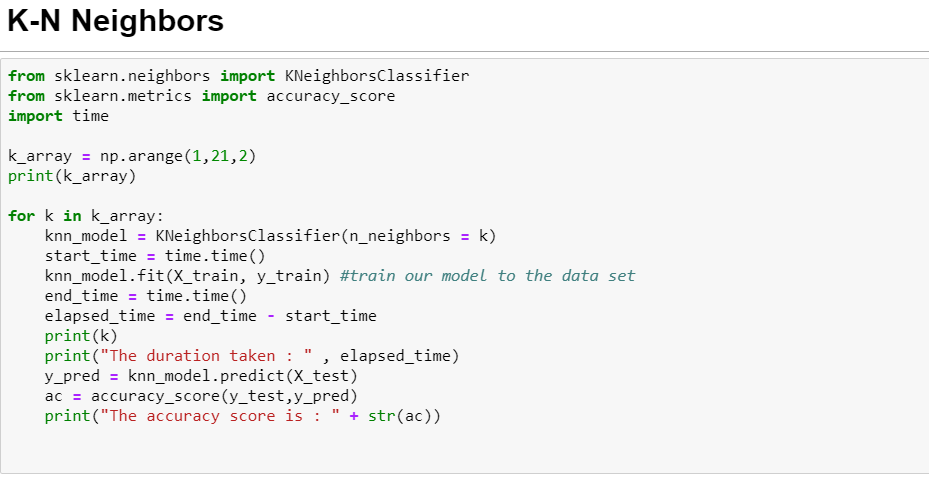 K-N Neighbors
from sklearn.neighbors import KNeighborsClassifier
from sklearn.metrics import accuracy_score
import time
k_array = np.arange(1,21,2)
print(k_array)
for k in k_array:
    knn_model = KNeighborsClassifier(n_neighbors = k)
    start_time = time.time()
    knn_model.fit(X_train, y_train) #train our model to the data set
    end_time = time.time()
    elapsed_time = end_time - start_time
    print(k)
    print("The duration taken : " , elapsed_time)
    y_pred = knn_model.predict(X_test)
    ac = accuracy_score(y_test,y_pred)
    print("The accuracy score is : " + str(ac))